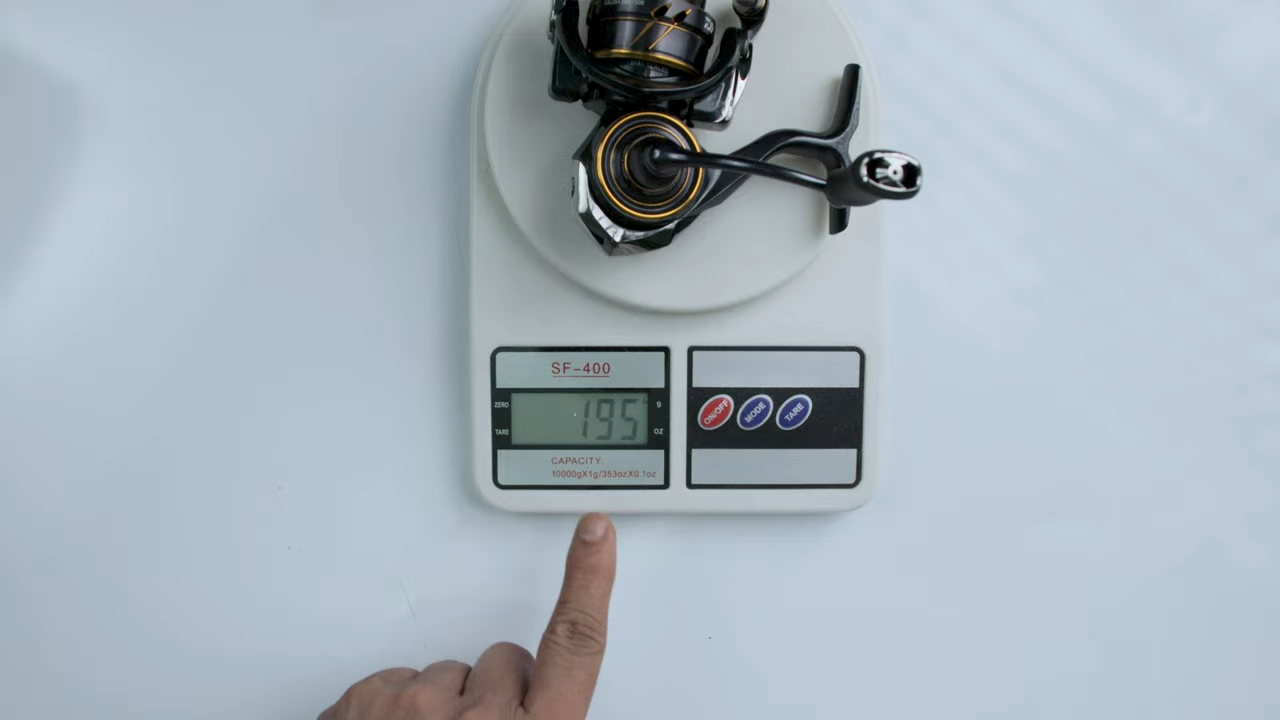 SF-400
ZERO
g
195
TARE
OZ
CAPACITY:
10000gX1g/353ozX0.1oz
ON/OFF
MODE
TARE